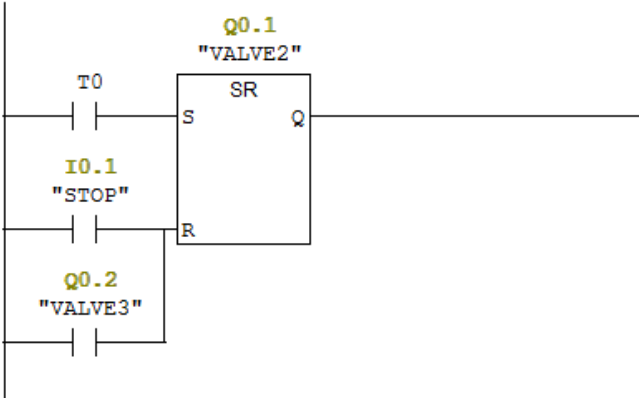 Q0.1
"VALVE2"
T0
SR
S
Q
I0.1
"STOP"
R
Q0.2
"VALVE3"